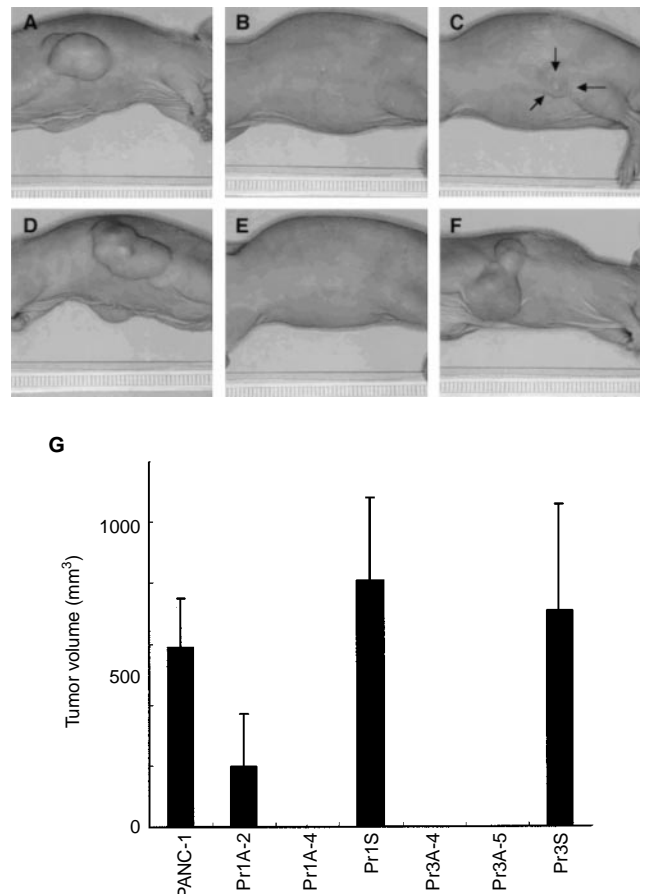 A
B
C
D
E
F
G
Tumor volume (mm³)
1000
500
0
PANC-1
Pr1A-2
Pr1A-4
Pr1S
Pr3A-4
Pr3A-5
Pr3S